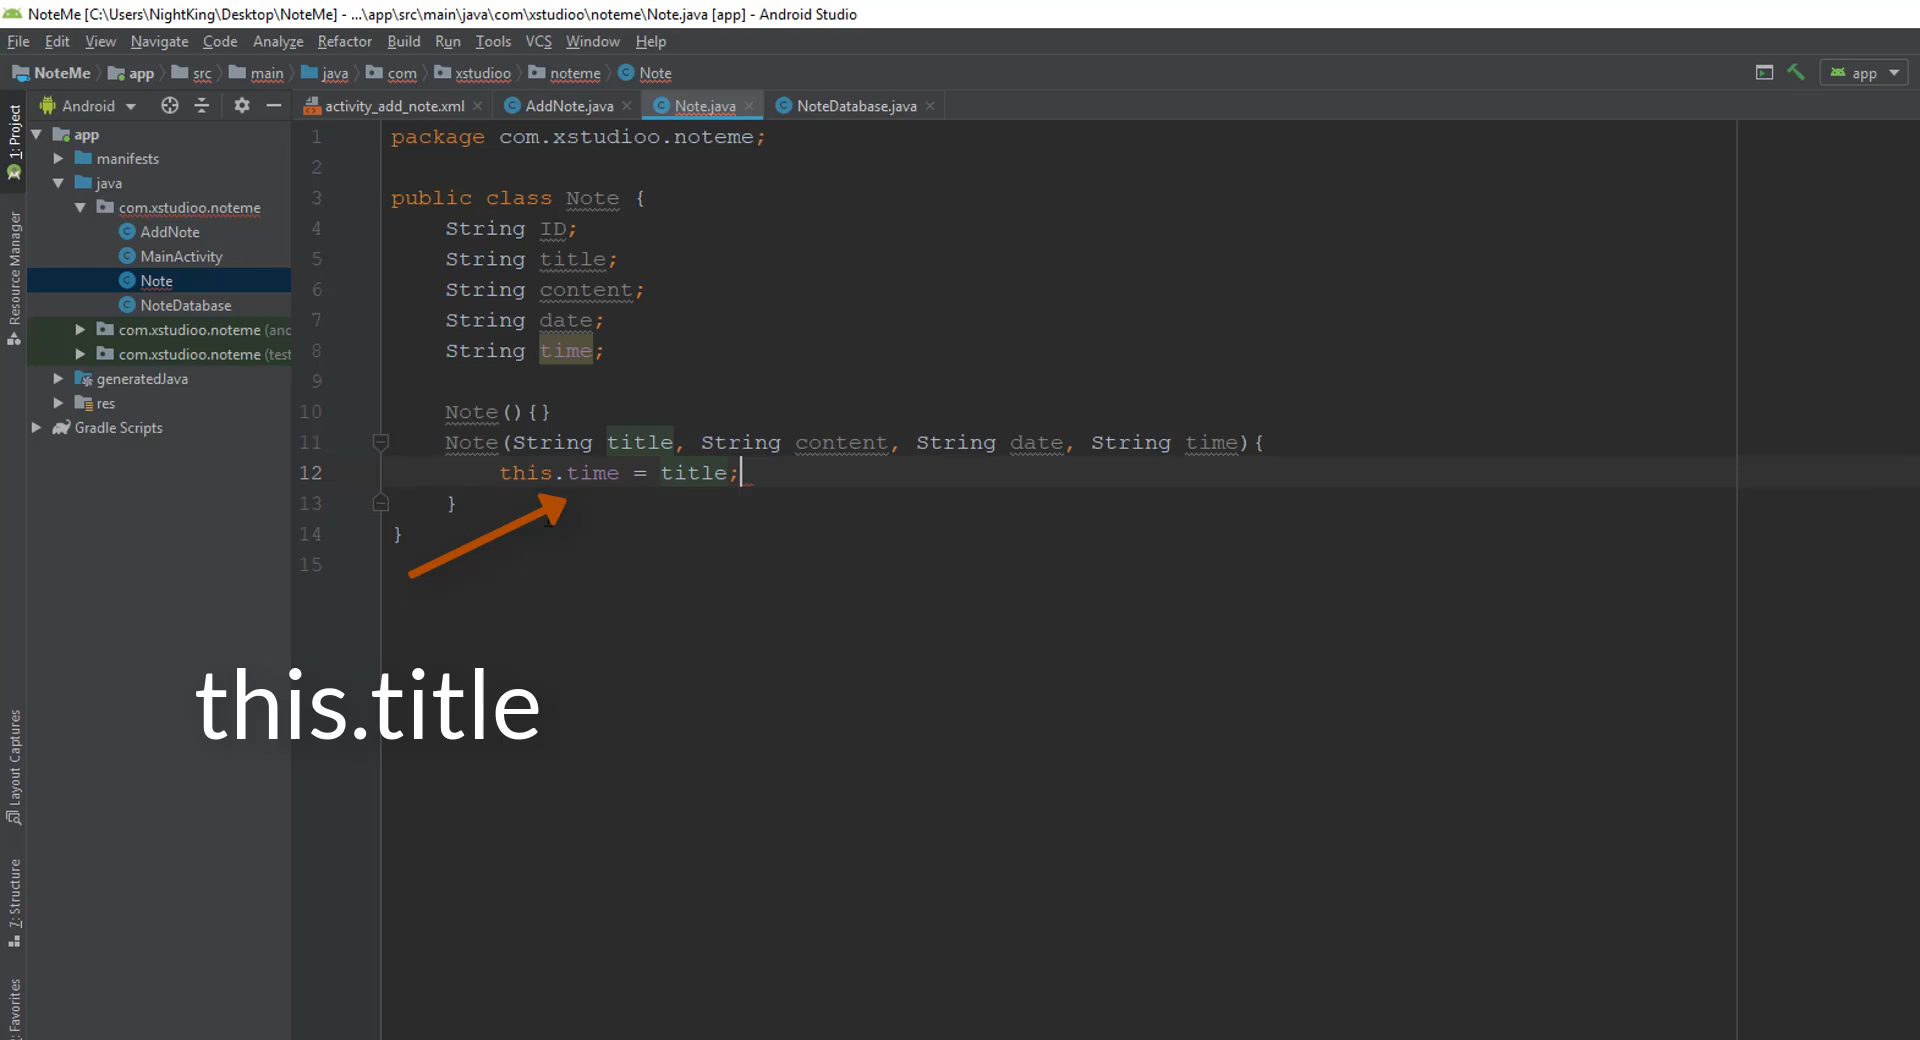 NoteMe [C:\Users\NightKing\Desktop\NoteMe] - ...\app\src\main\java\com\xstudioo\noteme\Note.java [app] - Android Studio
File Edit View Navigate Code Analyze Refactor Build Run Tools VCS Window Help
NoteMe app src main java com xstudioo noteme Note app
Android activity_add_note.xml AddNote.java Note.java NoteDatabase.java
1: Project
Resource Manager
Layout Captures
7: Structure
Favorites
app
manifests
java
com.xstudioo.noteme
AddNote
MainActivity
Note
NoteDatabase
com.xstudioo.noteme (anc
com.xstudioo.noteme (test
generatedJava
res
Gradle Scripts
1 package com.xstudioo.noteme;
2
3 public class Note {
4 String ID;
5 String title;
6 String content;
7 String date;
8 String time;
9
10 Note(){}
11 Note(String title, String content, String date, String time){
12 this.time = title;
13 }
14 }
15
this.title